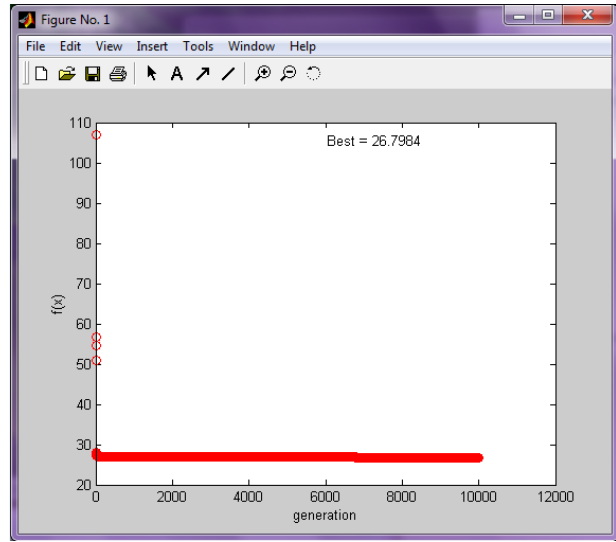 Figure No. 1
File Edit View Insert Tools Window Help
A
Best = 26.7984
110
100
90
80
70
60
50
40
30
20
f(x)
0 2000 4000 6000 8000 10000 12000
generation